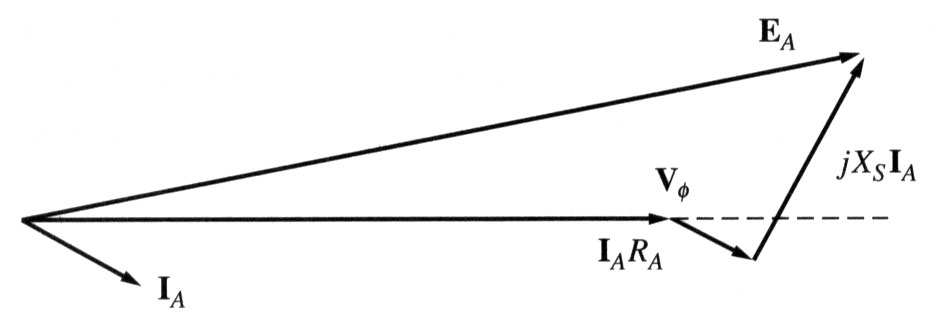 E_A
jX_S I_A
V_ϕ
I_A R_A
I_A